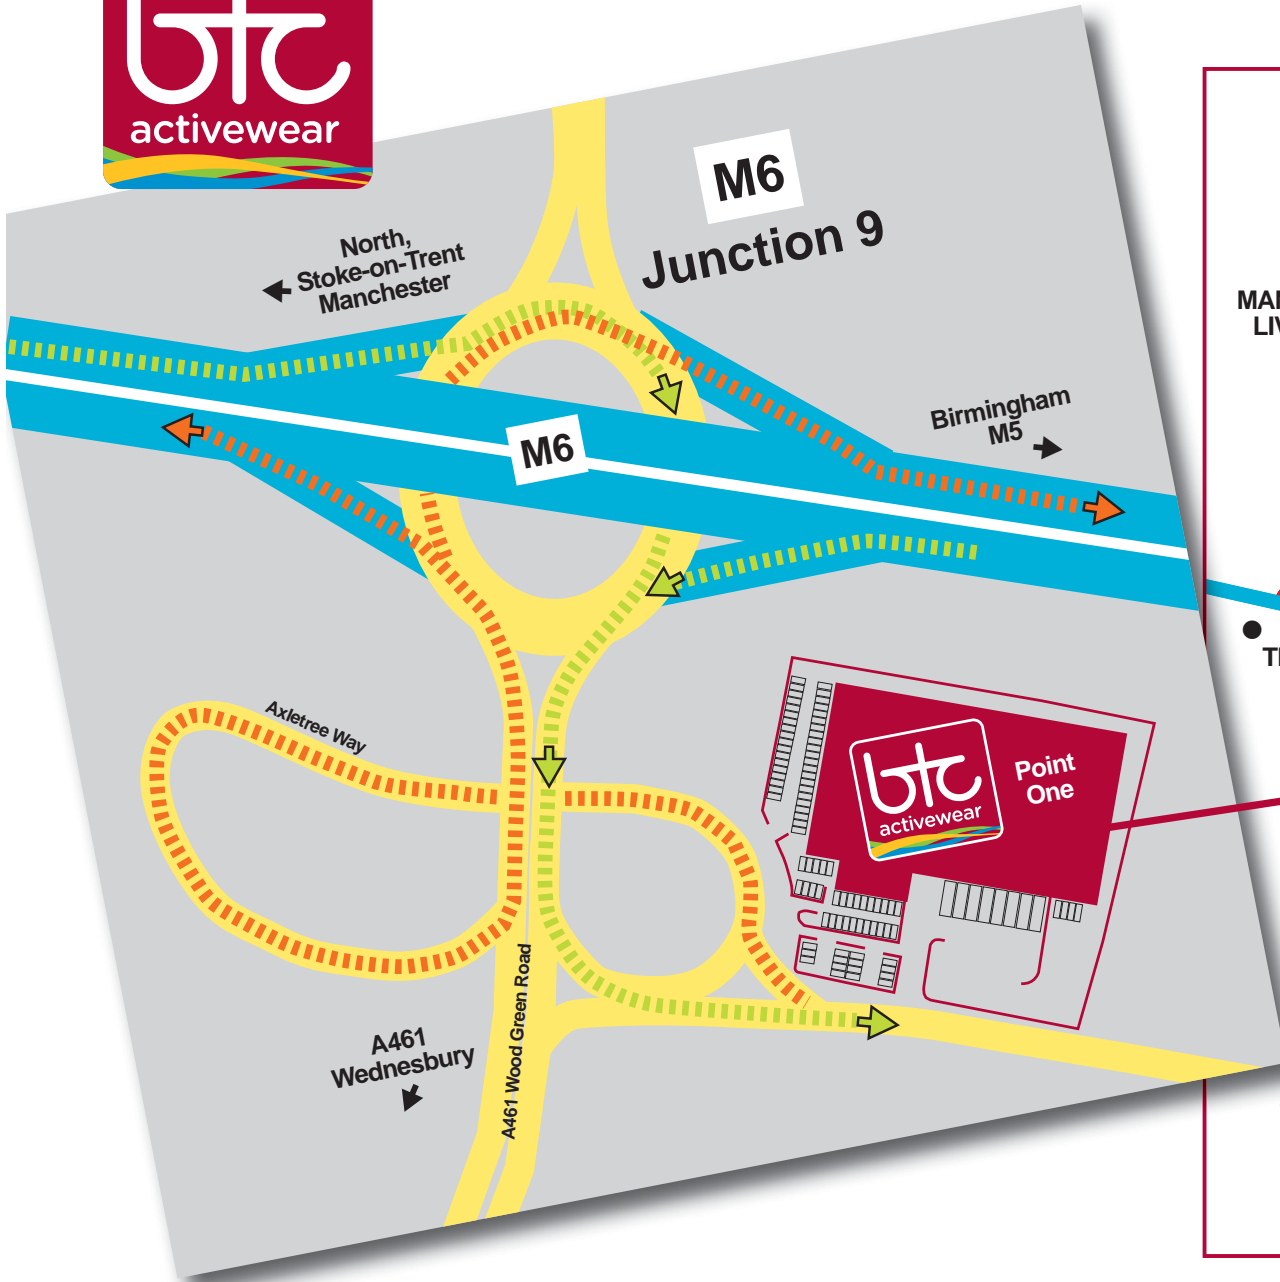 btc
activewear
M6
Junction 9
North,
Stoke-on-Trent
Manchester
Birmingham
M5
M6
Axletree Way
btc
activewear
Point
One
A461 Wood Green Road
A461
Wednesbury